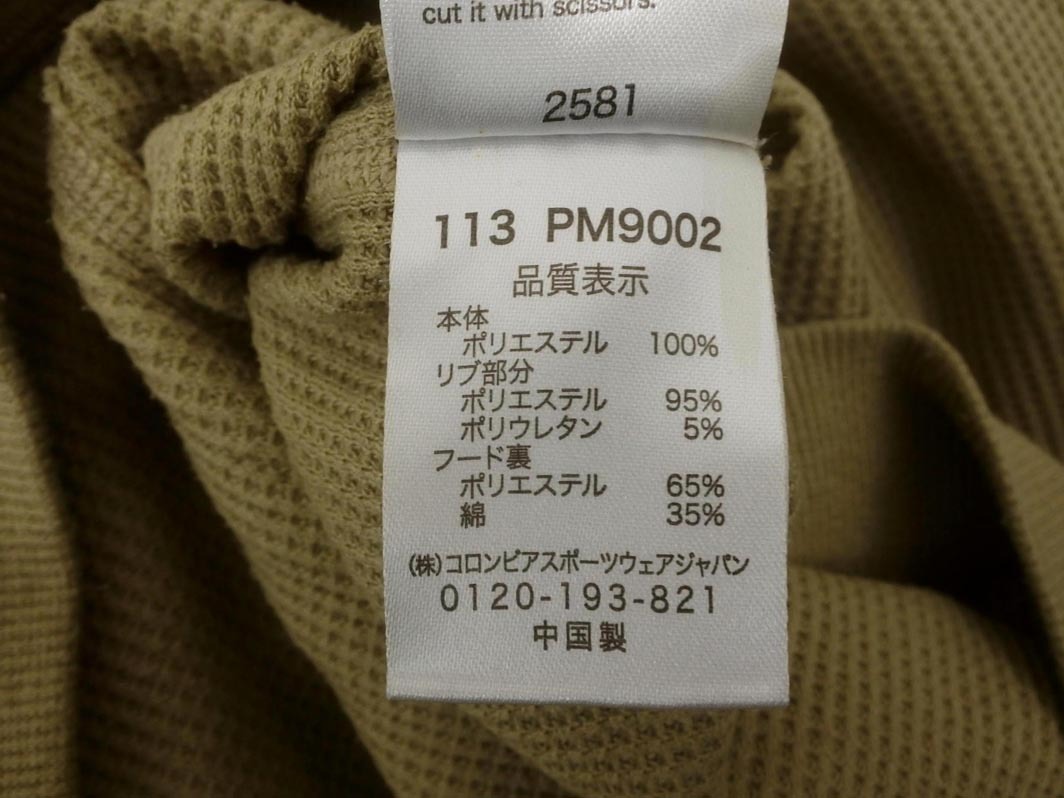 cut it with scissors.
2581
113 PM9002
品質表示
本体
ポリエステル 100%
リブ部分
ポリエステル 95%
ポリウレタン 5%
フード裏
ポリエステル 65%
綿 35%
(株)コロンビアスポーツウェアジャパン
0120-193-821
中国製